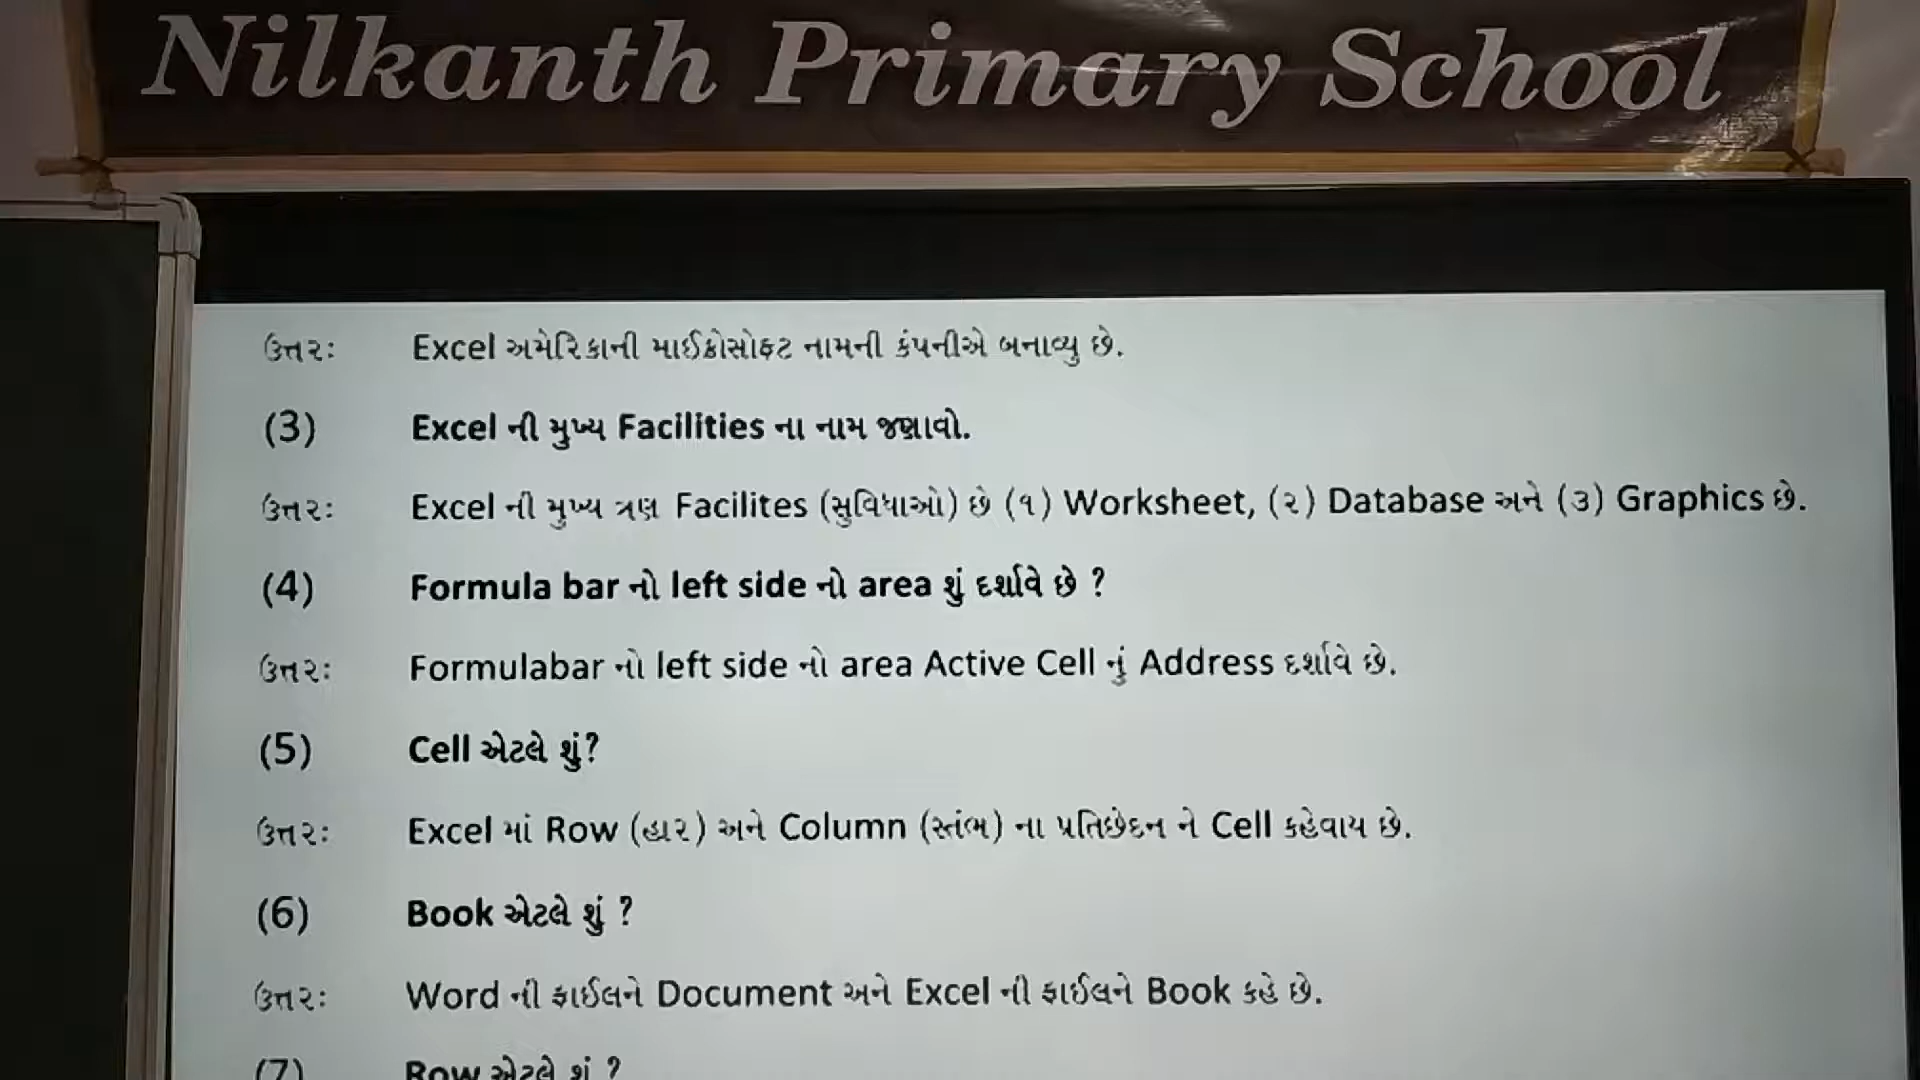 Nilkanth Primary School
ઉત્તરઃ Excel અમેરિકાની માઈક્રોસોફ્ટ નામની કંપનીએ બનાવ્યુ છે.
(3) Excel ની મુખ્ય Facilities ના નામ જણાવો.
ઉત્તરઃ Excel ની મુખ્ય ત્રણ Facilites (સુવિધાઓ) છે (૧) Worksheet, (૨) Database અને (૩) Graphics છે.
(4) Formula bar નો left side નો area શું દર્શાવે છે ?
ઉત્તરઃ Formulabar નો left side નો area Active Cell નું Address દર્શાવે છે.
(5) Cell એટલે શું?
ઉત્તરઃ Excel માં Row (હાર) અને Column (સ્તંભ) ના પ્રતિછેદન ને Cell કહેવાય છે.
(6) Book એટલે શું ?
ઉત્તરઃ Word ની ફાઈલને Document અને Excel ની ફાઈલને Book કહે છે.
(7) Row એટલે શું ?